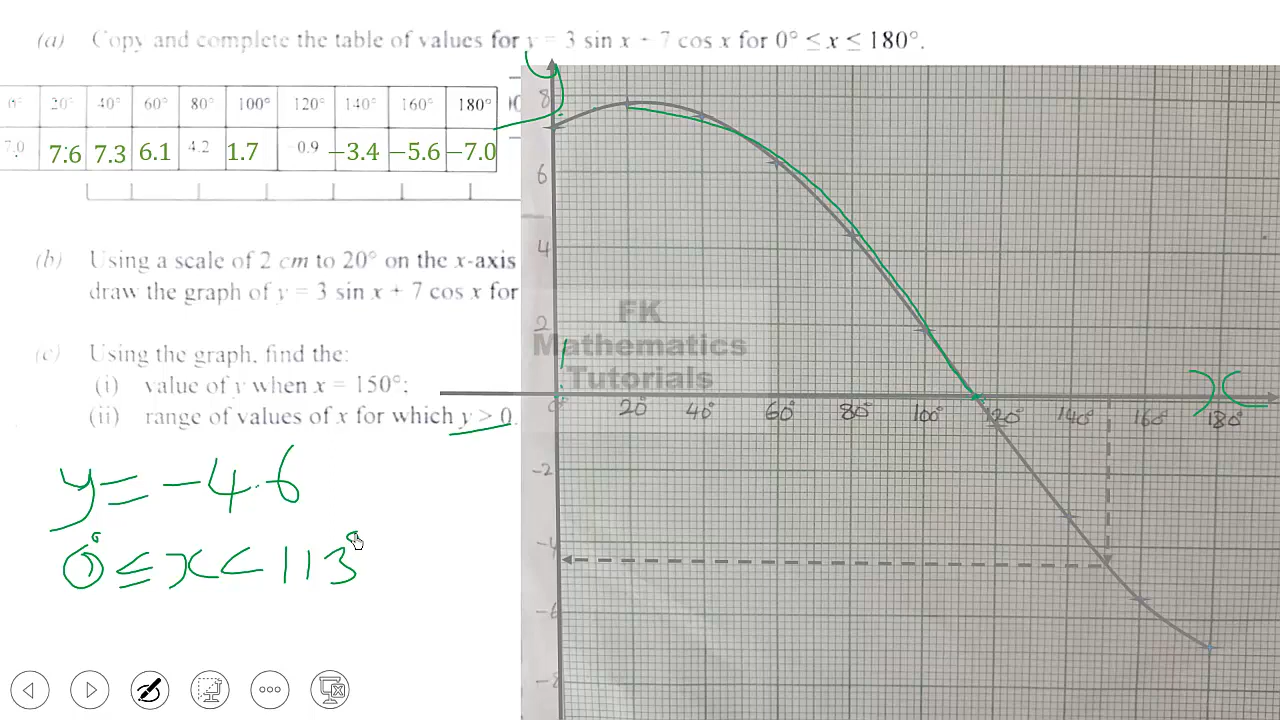 (a) Copy and complete the table of values for y = 3 sin x + 7 cos x for 0° ≤ x ≤ 180°.
0° 20° 40° 60° 80° 100° 120° 140° 160° 180°
7.0 7.6 7.3 6.1 4.2 1.7 -0.9 −3.4 −5.6 −7.0
(b) Using a scale of 2 cm to 20° on the x-axis
draw the graph of y = 3 sin x + 7 cos x for
(c) Using the graph, find the:
(i) value of y when x = 150°;
(ii) range of values of x for which y > 0.
y = -4.6
0° ≤ x < 113°
y
8
6
4
2
FK
Mathematics
Tutorials
x
0° 20° 40° 60° 80° 100° 120° 140° 160° 180°
-2
-4
-6
-8